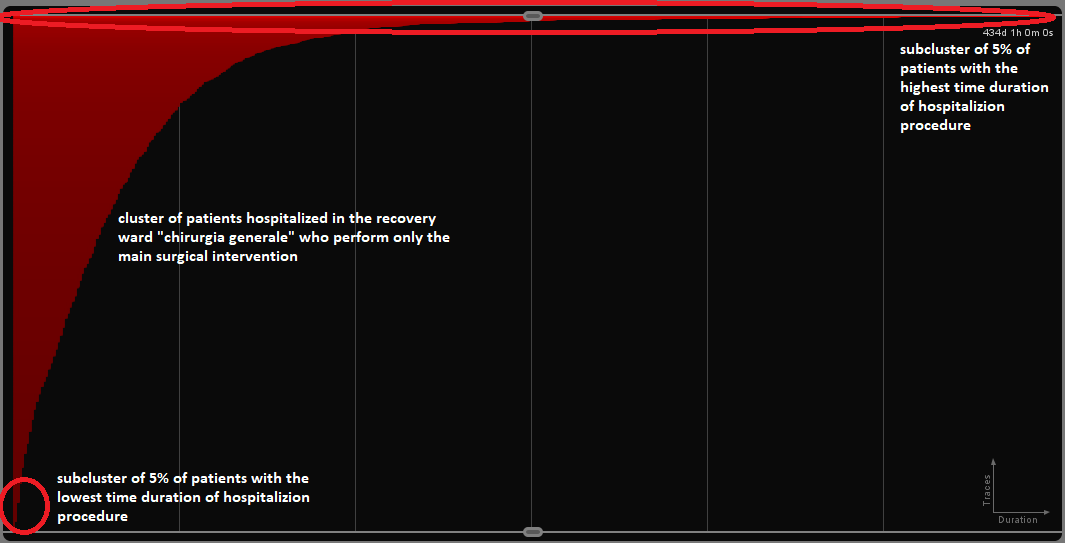 434d 1h 0m 0s
subcluster of 5% of
patients with the
highest time duration
of hospitalizion
procedure
cluster of patients hospitalized in the recovery
ward "chirurgia generale" who perform only the
main surgical intervention
subcluster of 5% of patients with the
lowest time duration of hospitalizion
procedure
Traces
Duration